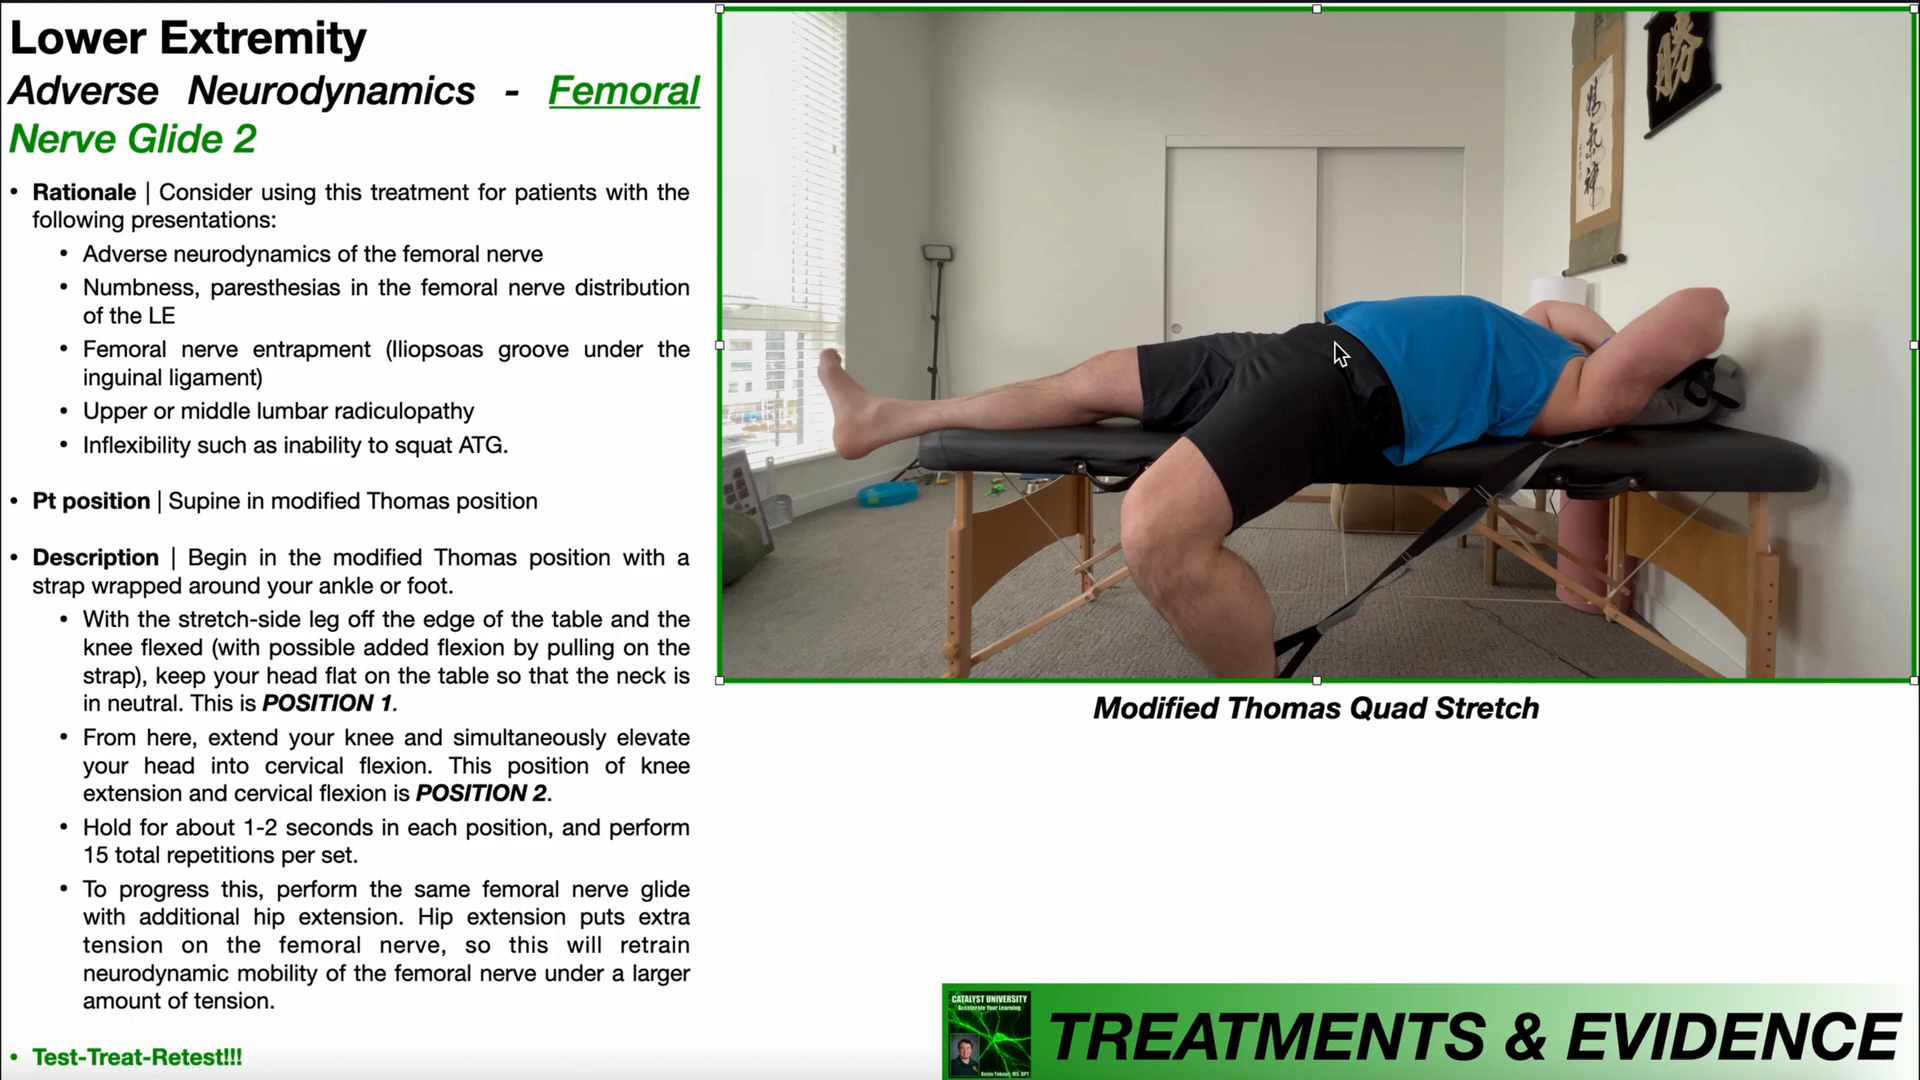 Lower Extremity
Adverse Neurodynamics - Femoral
Nerve Glide 2
• Rationale | Consider using this treatment for patients with the
following presentations:
• Adverse neurodynamics of the femoral nerve
• Numbness, paresthesias in the femoral nerve distribution
of the LE
• Femoral nerve entrapment (Iliopsoas groove under the
inguinal ligament)
• Upper or middle lumbar radiculopathy
• Inflexibility such as inability to squat ATG.
• Pt position | Supine in modified Thomas position
• Description | Begin in the modified Thomas position with a
strap wrapped around your ankle or foot.
• With the stretch-side leg off the edge of the table and the
knee flexed (with possible added flexion by pulling on the
strap), keep your head flat on the table so that the neck is
in neutral. This is POSITION 1.
• From here, extend your knee and simultaneously elevate
your head into cervical flexion. This position of knee
extension and cervical flexion is POSITION 2.
• Hold for about 1-2 seconds in each position, and perform
15 total repetitions per set.
• To progress this, perform the same femoral nerve glide
with additional hip extension. Hip extension puts extra
tension on the femoral nerve, so this will retrain
neurodynamic mobility of the femoral nerve under a larger
amount of tension.
• Test-Treat-Retest!!!
勝
精
氣
神
Modified Thomas Quad Stretch
CATALYST UNIVERSITY
Accelerate Your Learning
TREATMENTS & EVIDENCE